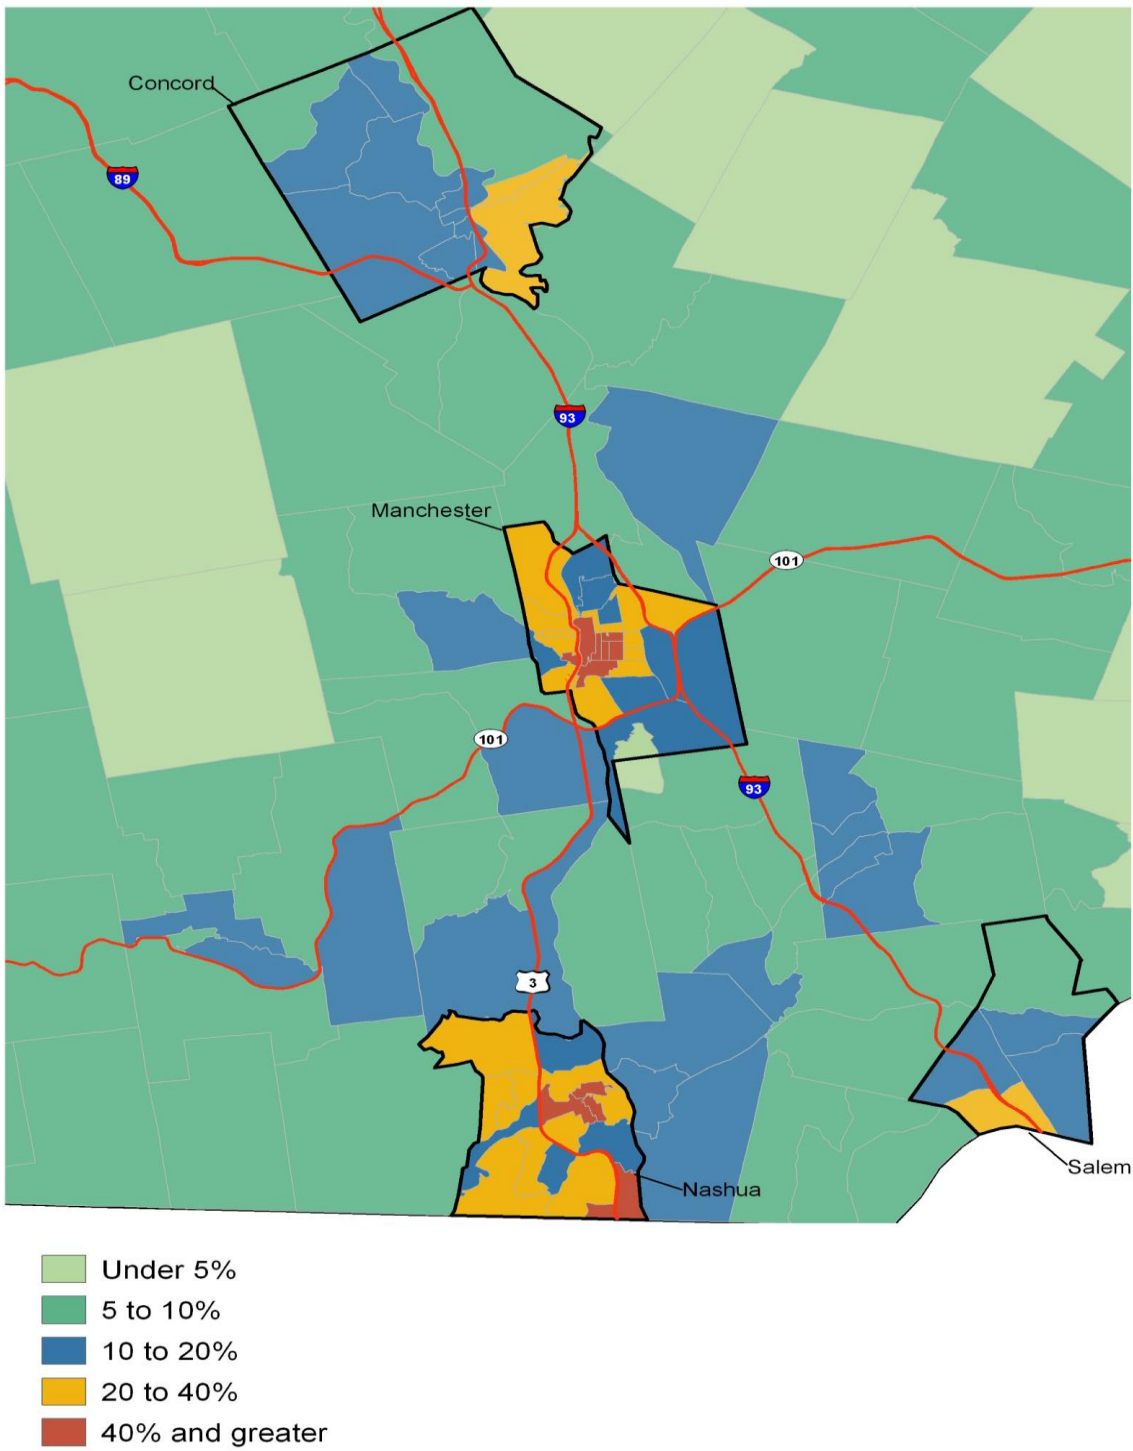 Concord
89
93
Manchester
101
101
93
3
Nashua
Salem
Under 5%
5 to 10%
10 to 20%
20 to 40%
40% and greater